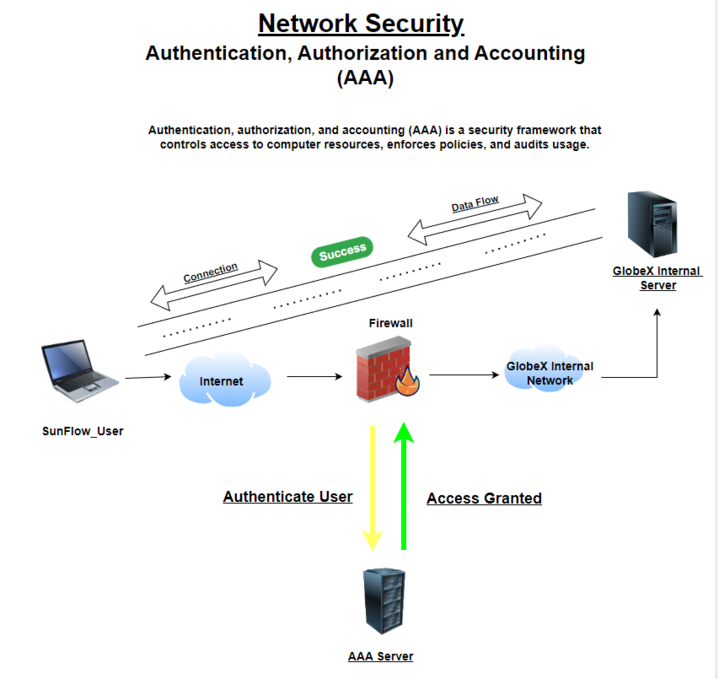 Network Security
Authentication, Authorization and Accounting
(AAA)
Authentication, authorization, and accounting (AAA) is a security framework that
controls access to computer resources, enforces policies, and audits usage.
Data Flow
Success
Connection
GlobeX Internal
Server
Firewall
Internet
GlobeX Internal
Network
SunFlow_User
Authenticate User
Access Granted
AAA Server